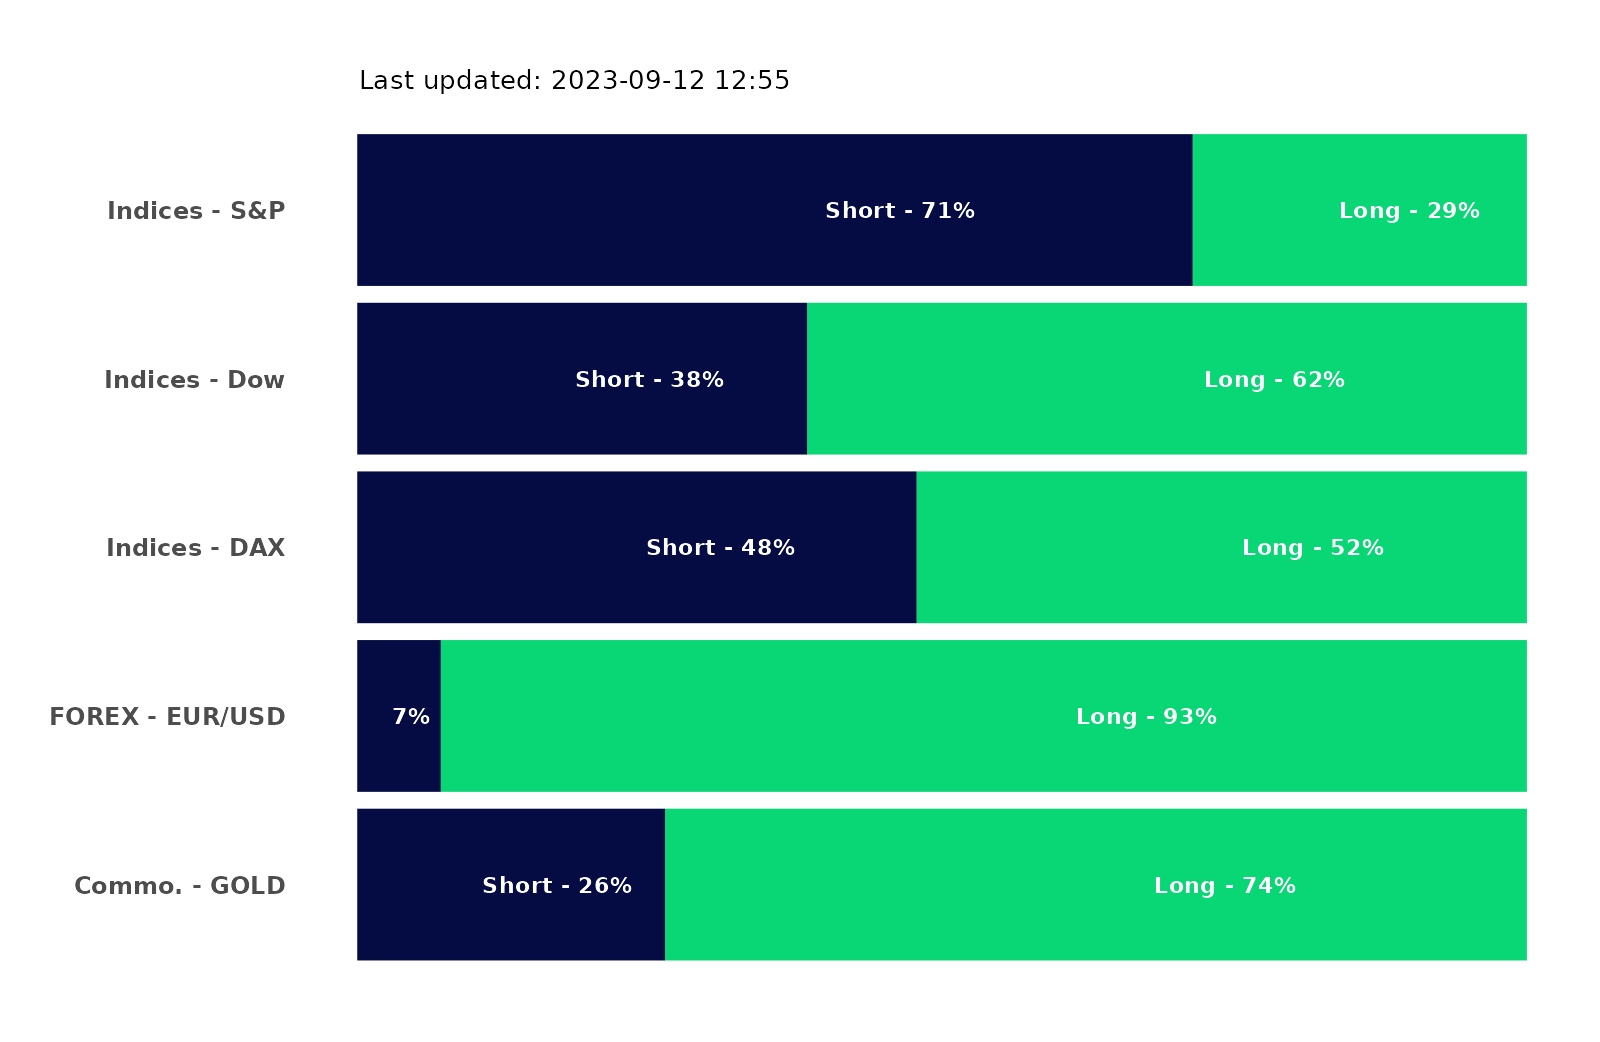 Last updated: 2023-09-12 12:55
Indices - S&P Short - 71% Long - 29%
Indices - Dow Short - 38% Long - 62%
Indices - DAX Short - 48% Long - 52%
FOREX - EUR/USD 7% Long - 93%
Commo. - GOLD Short - 26% Long - 74%